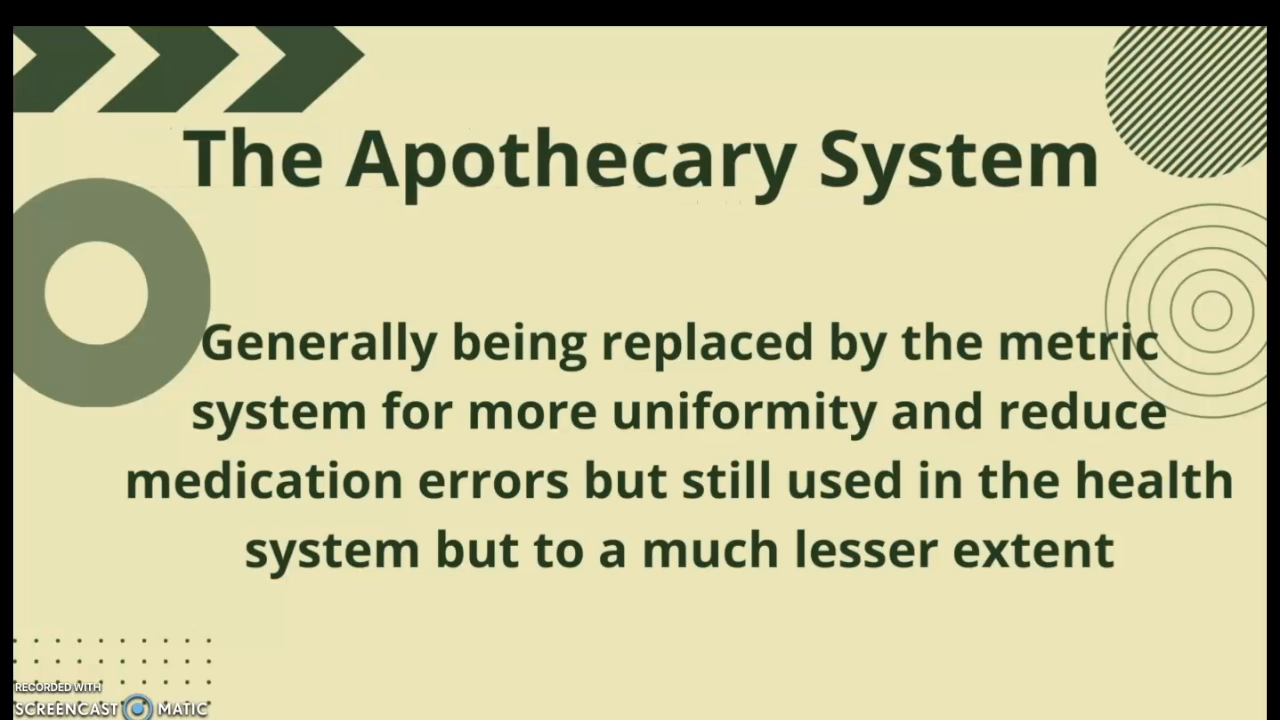 The Apothecary System
Generally being replaced by the metric
system for more uniformity and reduce
medication errors but still used in the health
system but to a much lesser extent
RECORDED WITH
SCREENCAST MATIC